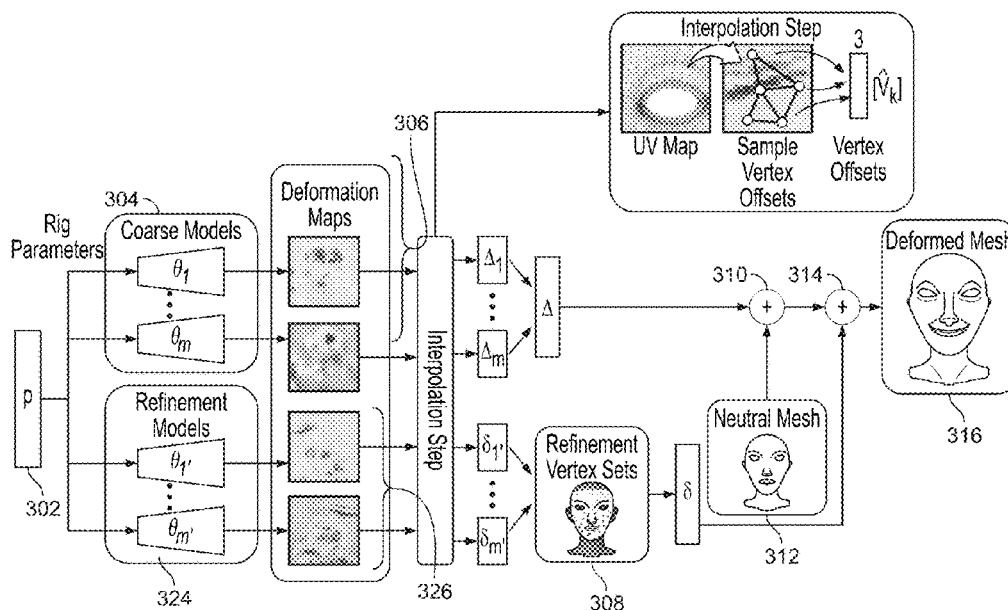 Interpolation Step
3
[V̂k]
UV Map
Sample
Vertex
Offsets
Vertex
Offsets
306
304
Rig
Parameters
Coarse Models
θ1
θm
Deformation
Maps
Interpolation Step
Δ1
Δm
Δ
310
+
314
+
Deformed Mesh
316
p
302
Refinement
Models
θ1'
θm'
324
326
δ1'
δm'
Refinement
Vertex Sets
308
δ
Neutral Mesh
312